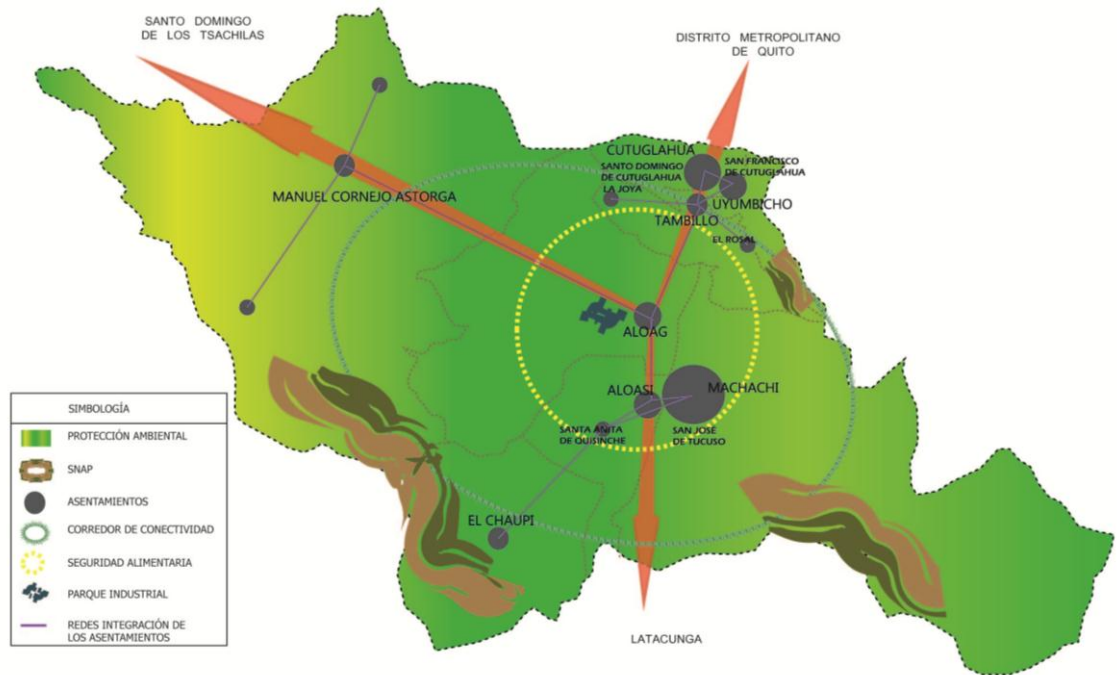 SANTO DOMINGO
DE LOS TSACHILAS
DISTRITO METROPOLITANO
DE QUITO
CUTUGLAHUA
SANTO DOMINGO
DE CUTUGLAHUA
LA JOYA
SAN FRANCISCO
DE CUTUGLAHUA
MANUEL CORNEJO ASTORGA
UYUMBICHO
TAMBILLO
EL ROSAL
ALOAG
ALOASI
MACHACHI
SANTA ANITA
DE QUISINCHE
SAN JOSÉ
DE TUCUSO
EL CHAUPI
LATACUNGA
SIMBOLOGÍA
PROTECCIÓN AMBIENTAL
SNAP
ASENTAMIENTOS
CORREDOR DE CONECTIVIDAD
SEGURIDAD ALIMENTARIA
PARQUE INDUSTRIAL
REDES INTEGRACIÓN DE
LOS ASENTAMIENTOS